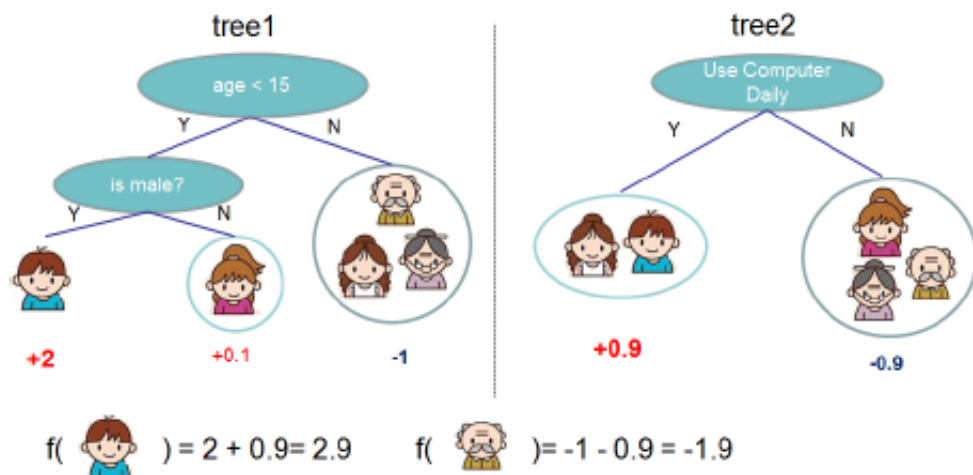 tree1
age < 15
Y
N
is male?
Y
N
+2
+0.1
-1
tree2
Use Computer
Daily
Y
N
+0.9
-0.9
f( ) = 2 + 0.9= 2.9
f( )= -1 - 0.9 = -1.9